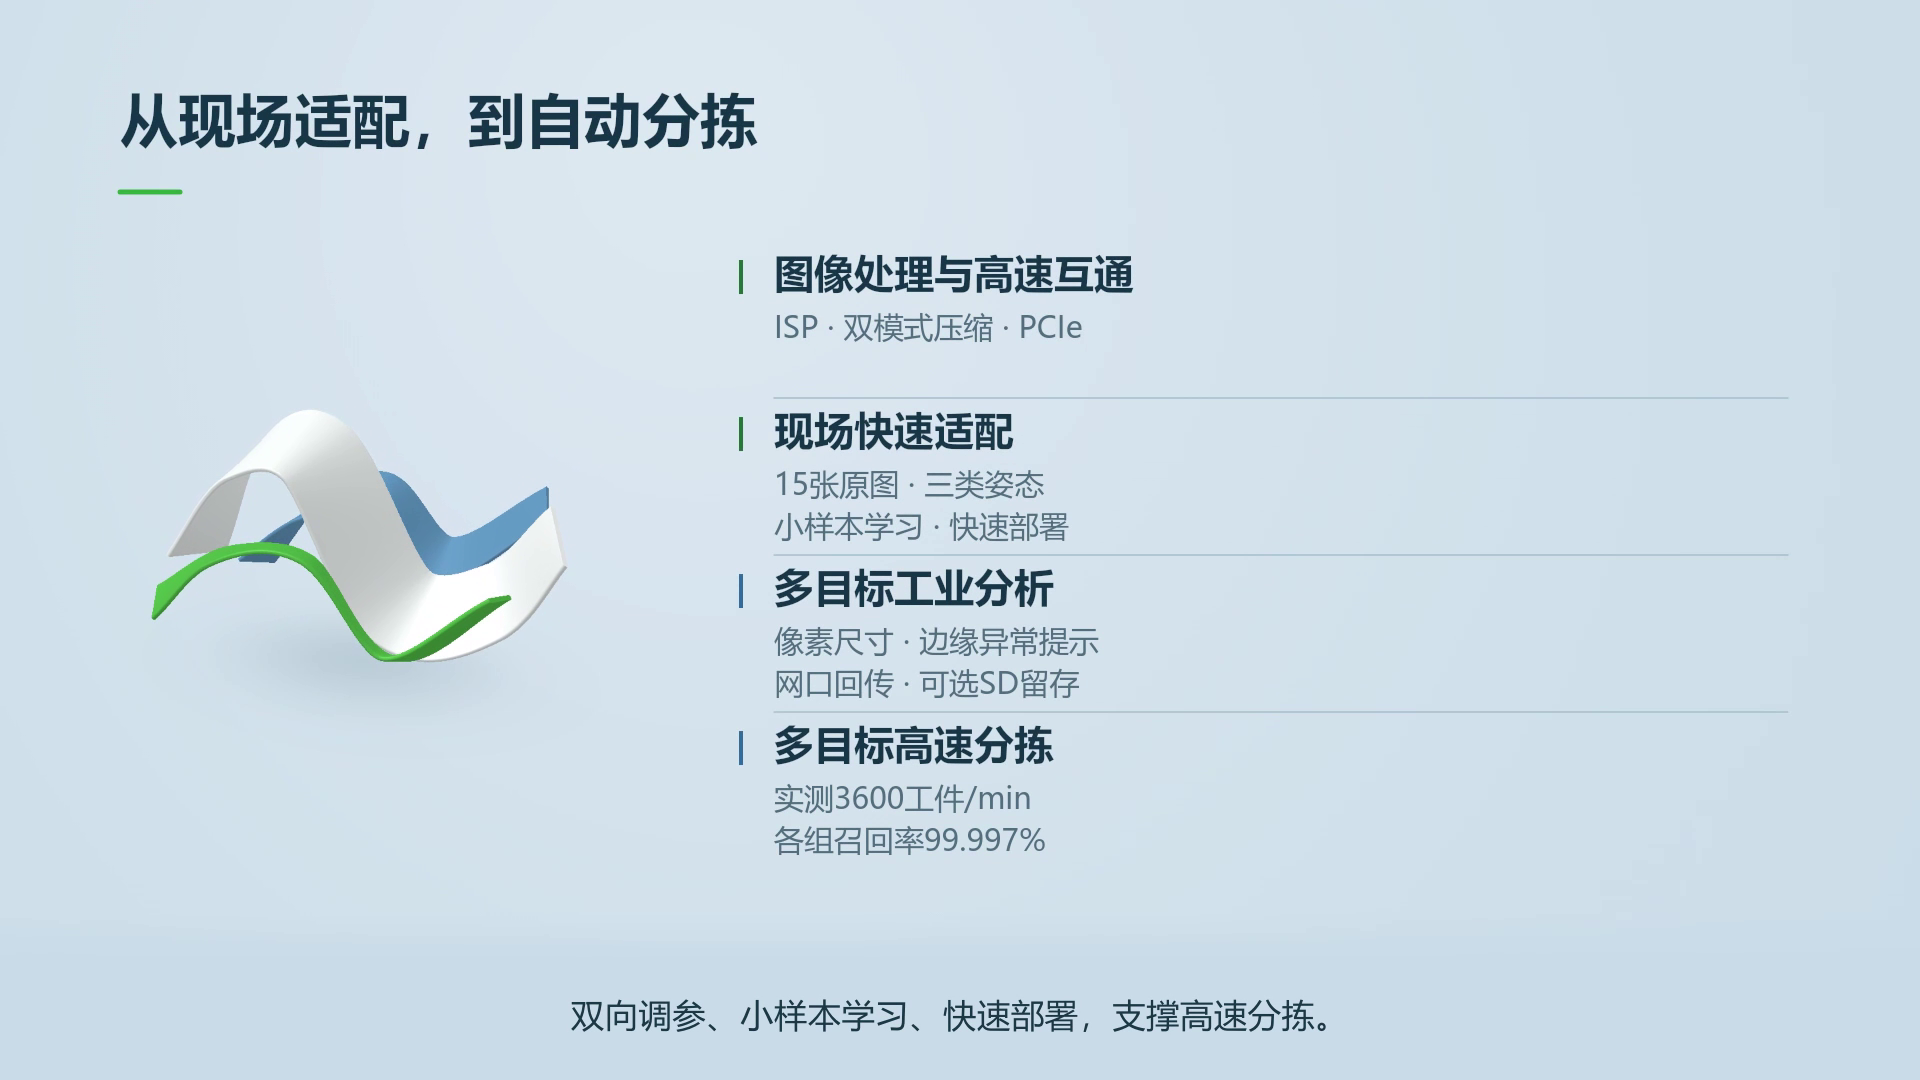 从现场适配，到自动分拣
图像处理与高速互通
ISP · 双模式压缩 · PCIe
现场快速适配
15张原图 · 三类姿态
小样本学习 · 快速部署
多目标工业分析
像素尺寸 · 边缘异常提示
网口回传 · 可选SD留存
多目标高速分拣
实测3600工件/min
各组召回率99.997%
双向调参、小样本学习、快速部署，支撑高速分拣。